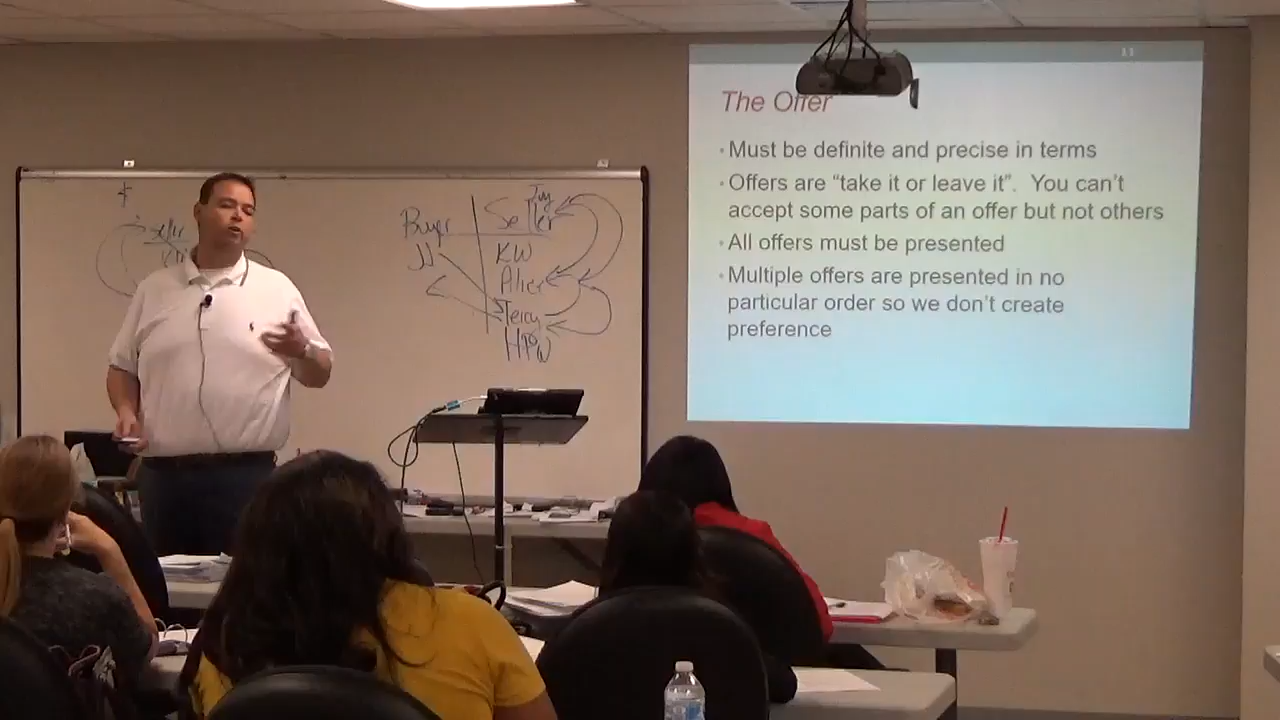 The Offer
• Must be definite and precise in terms
• Offers are “take it or leave it”. You can’t
accept some parts of an offer but not others
• All offers must be presented
• Multiple offers are presented in no
particular order so we don’t create
preference
Buyer
Seller
JJ
KW
Terry